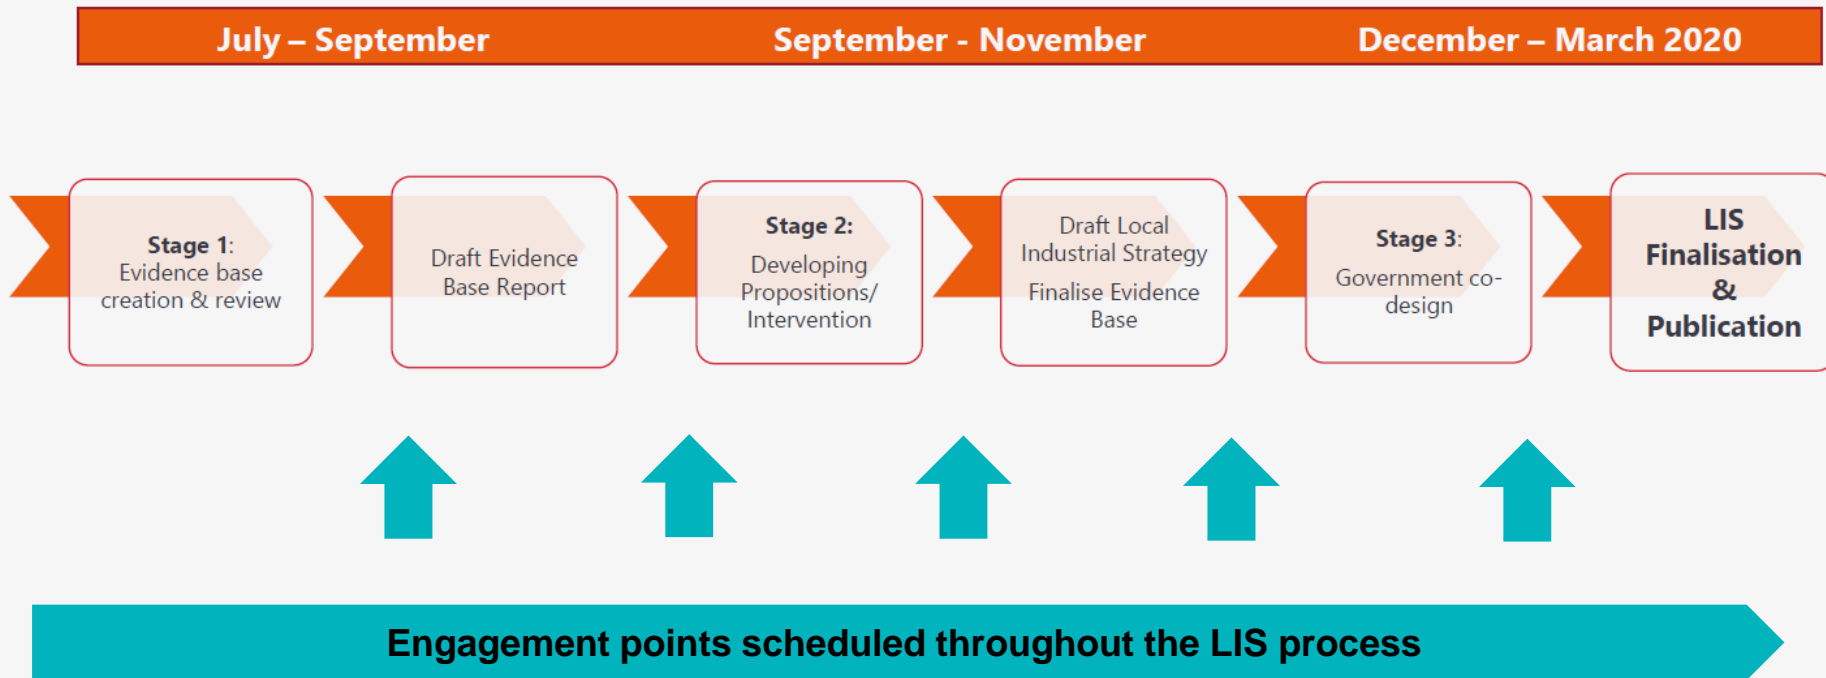 July – September
September - November
December – March 2020
Stage 1:
Evidence base
creation & review
Draft Evidence
Base Report
Stage 2:
Developing
Propositions/
Intervention
Draft Local
Industrial Strategy
Finalise Evidence
Base
Stage 3:
Government co-
design
LIS
Finalisation
&
Publication
Engagement points scheduled throughout the LIS process